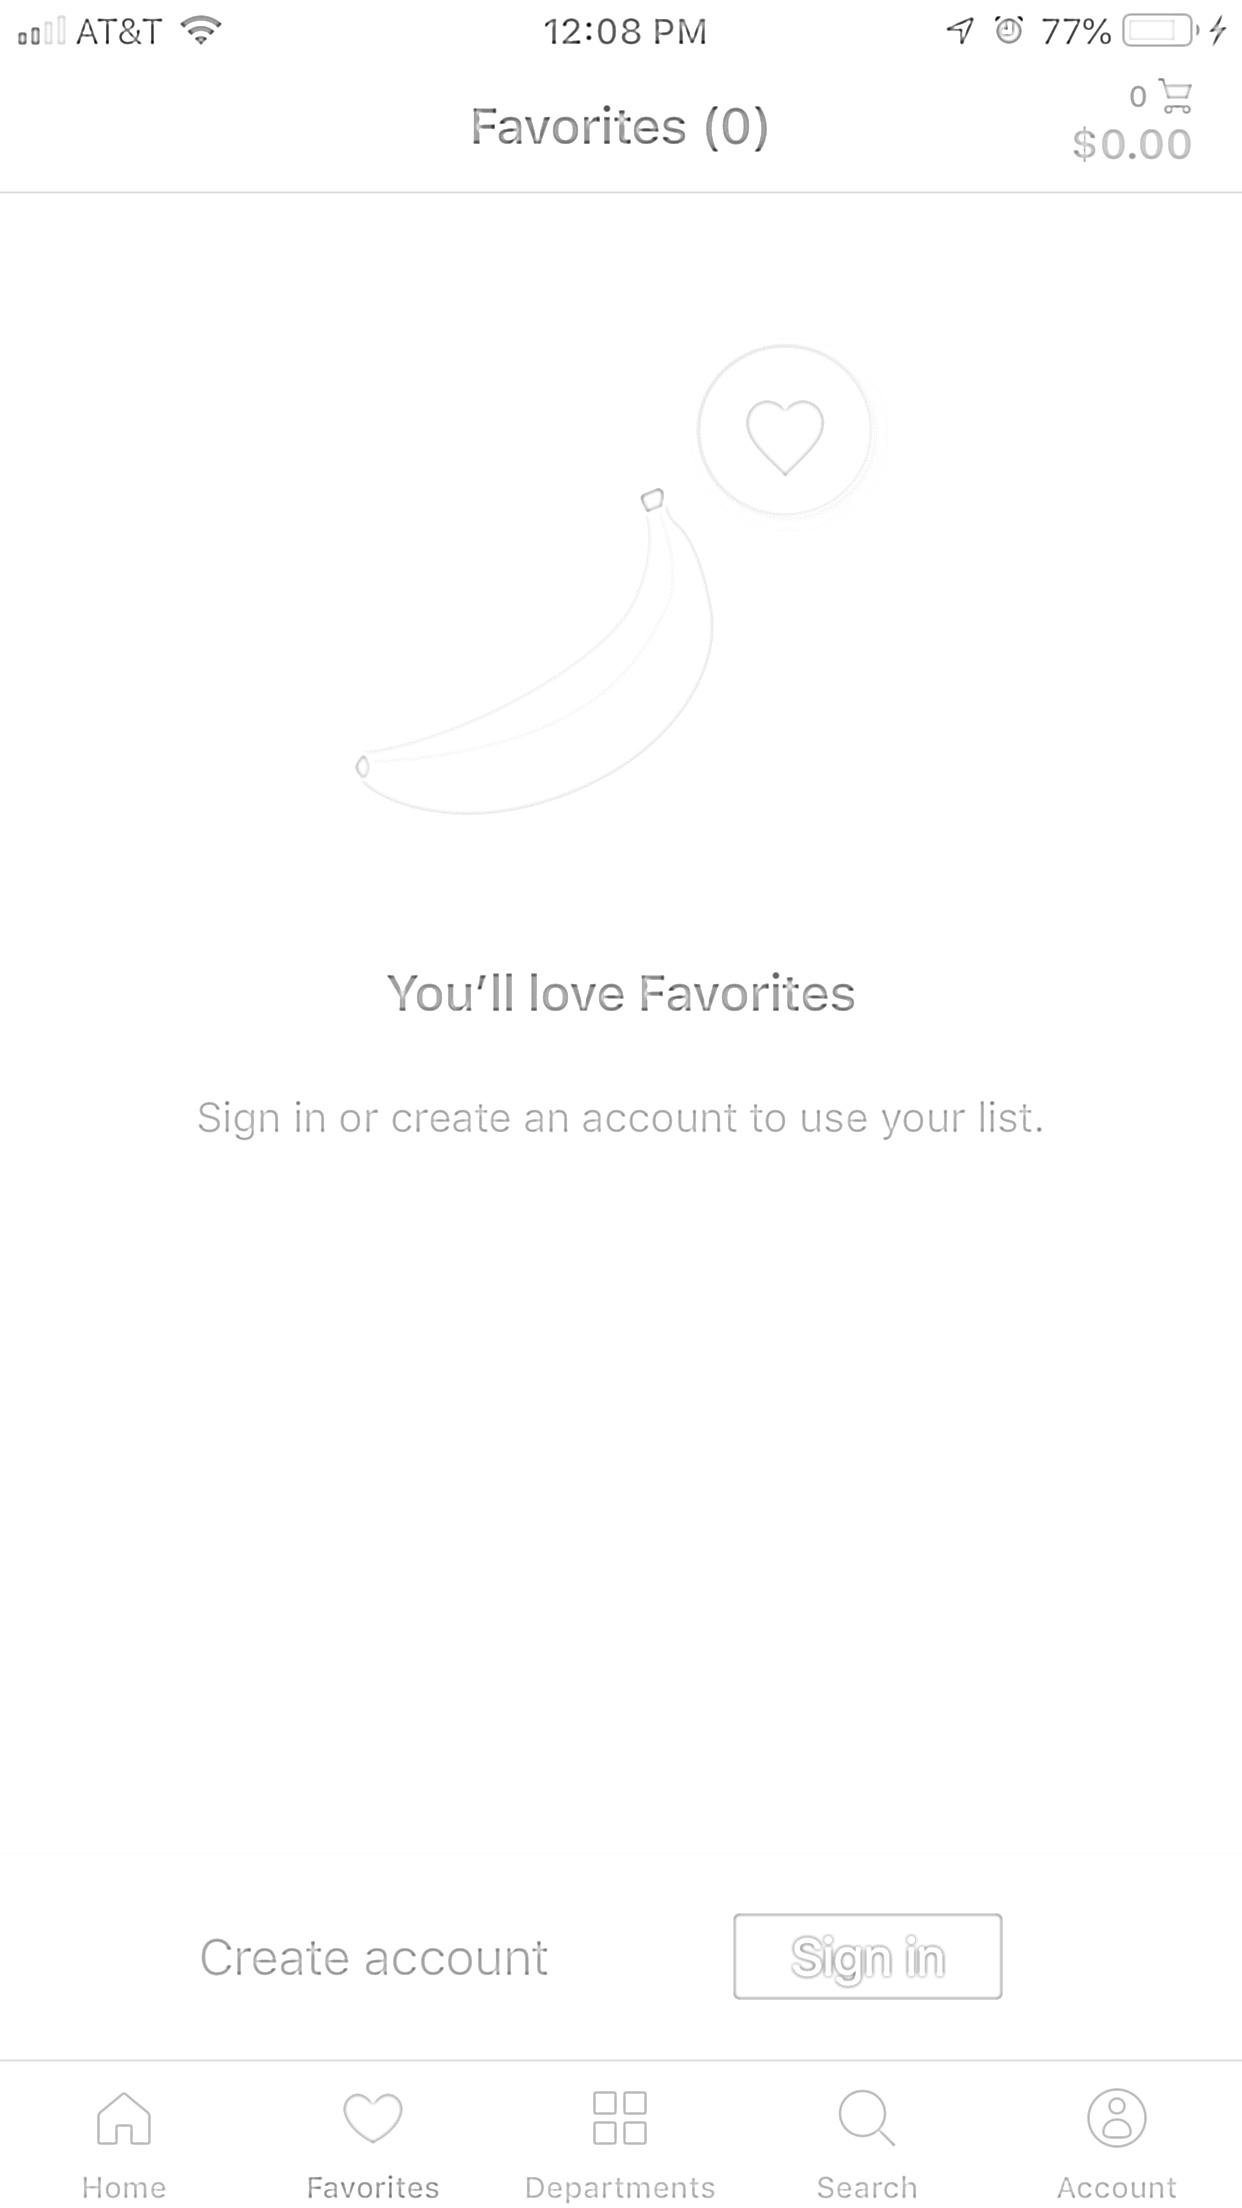 AT&T 12:08 PM 77%
0
Favorites (0)
$0.00
You’ll love Favorites
Sign in or create an account to use your list.
Create account Sign in
Home Favorites Departments Search Account